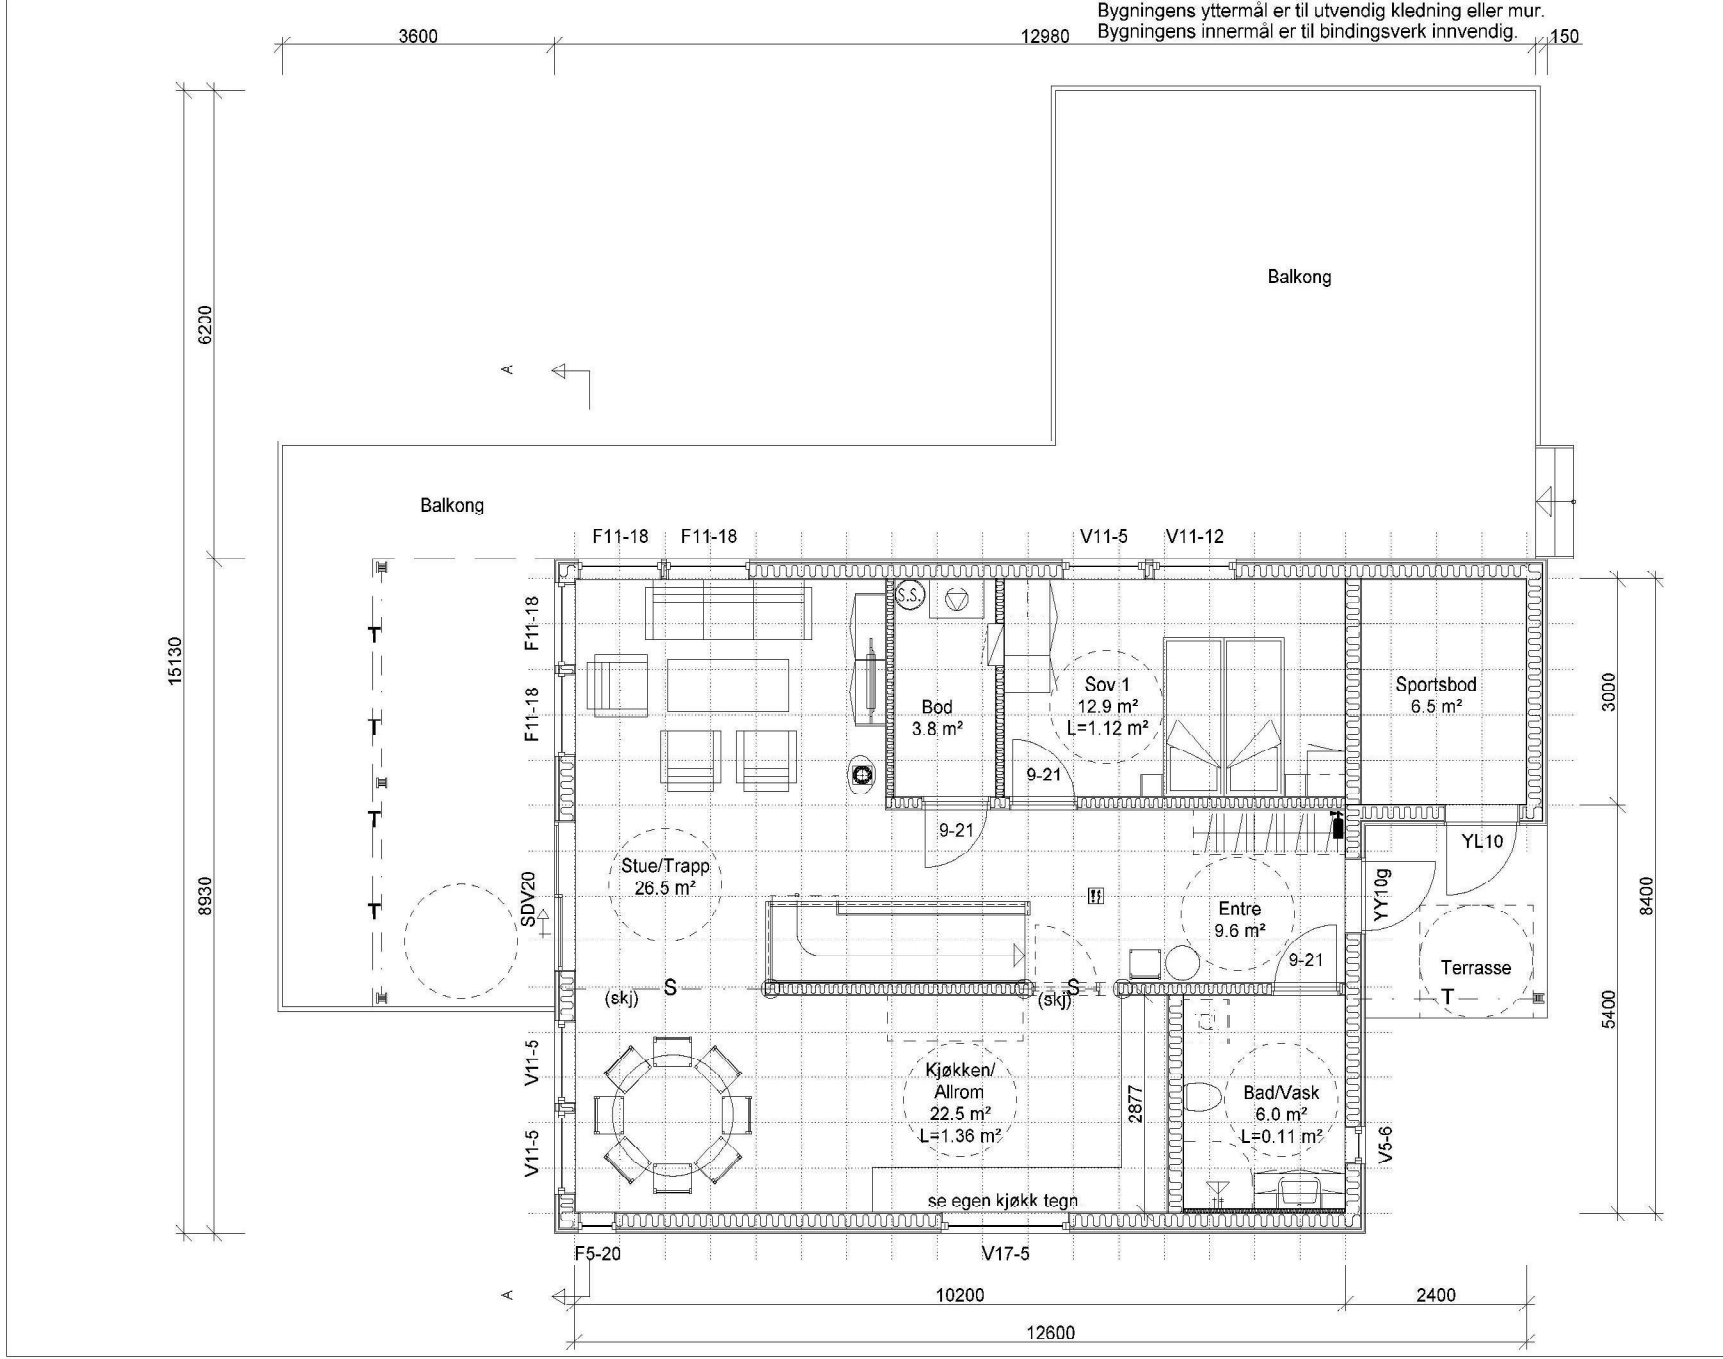 Bygningens yttermål er til utvendig kledning eller mur.
Bygningens innermål er til bindingsverk innvendig.
3600
12980
150
Balkong
6200
A
Balkong
F11-18
F11-18
V11-5
V11-12
F11-18
S.S.
15130
F11-18
Bod
3.8 m²
Sov 1
12.9 m²
L=1.12 m²
Sportsbod
6.5 m²
3000
T
T
T
T
9-21
9-21
YL10
8930
SDV20
Stue/Trapp
26.5 m²
Entre
9.6 m²
YY10g
8400
9-21
Terrasse
T
(skj)
S
S
(skj)
5400
V11-5
Kjøkken/
Allrom
22.5 m²
L=1.36 m²
2877
Bad/Vask
6.0 m²
L=0.11 m²
V11-5
V5-6
se egen kjøkk tegn
F5-20
V17-5
A
10200
2400
12600